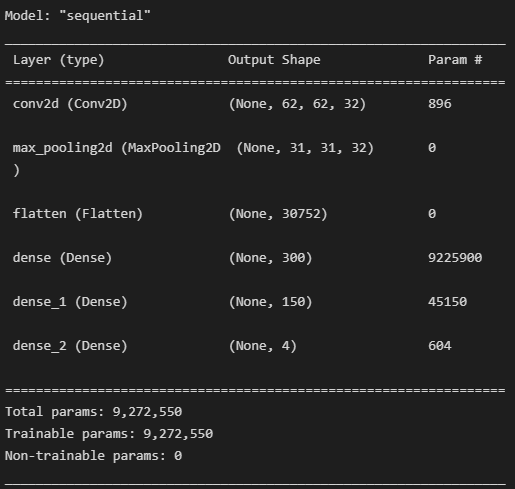 Model: "sequential"
_________________________________________________________________
Layer (type) Output Shape Param #
=================================================================
conv2d (Conv2D) (None, 62, 62, 32) 896
max_pooling2d (MaxPooling2D (None, 31, 31, 32) 0
)
flatten (Flatten) (None, 30752) 0
dense (Dense) (None, 300) 9225900
dense_1 (Dense) (None, 150) 45150
dense_2 (Dense) (None, 4) 604
=================================================================
Total params: 9,272,550
Trainable params: 9,272,550
Non-trainable params: 0
_________________________________________________________________